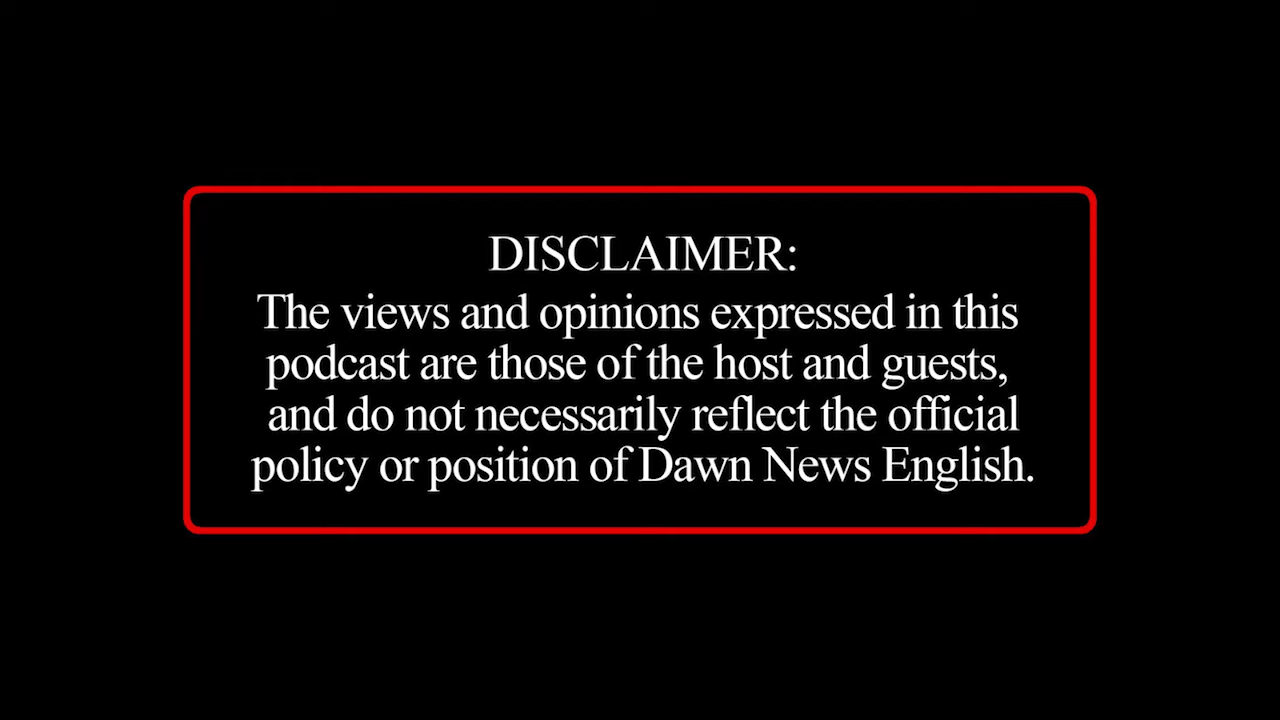 DISCLAIMER:
The views and opinions expressed in this
podcast are those of the host and guests,
and do not necessarily reflect the official
policy or position of Dawn News English.